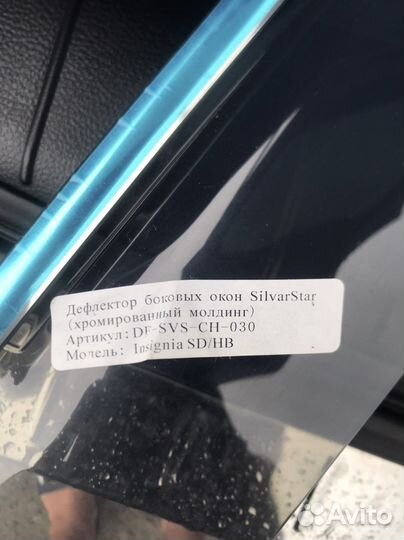 Дефлектор боковых окон SilvarStar
(хромированный молдинг)
Артикул: DF-SVS-CH-030
Модель: Insignia SD/HB
Avito